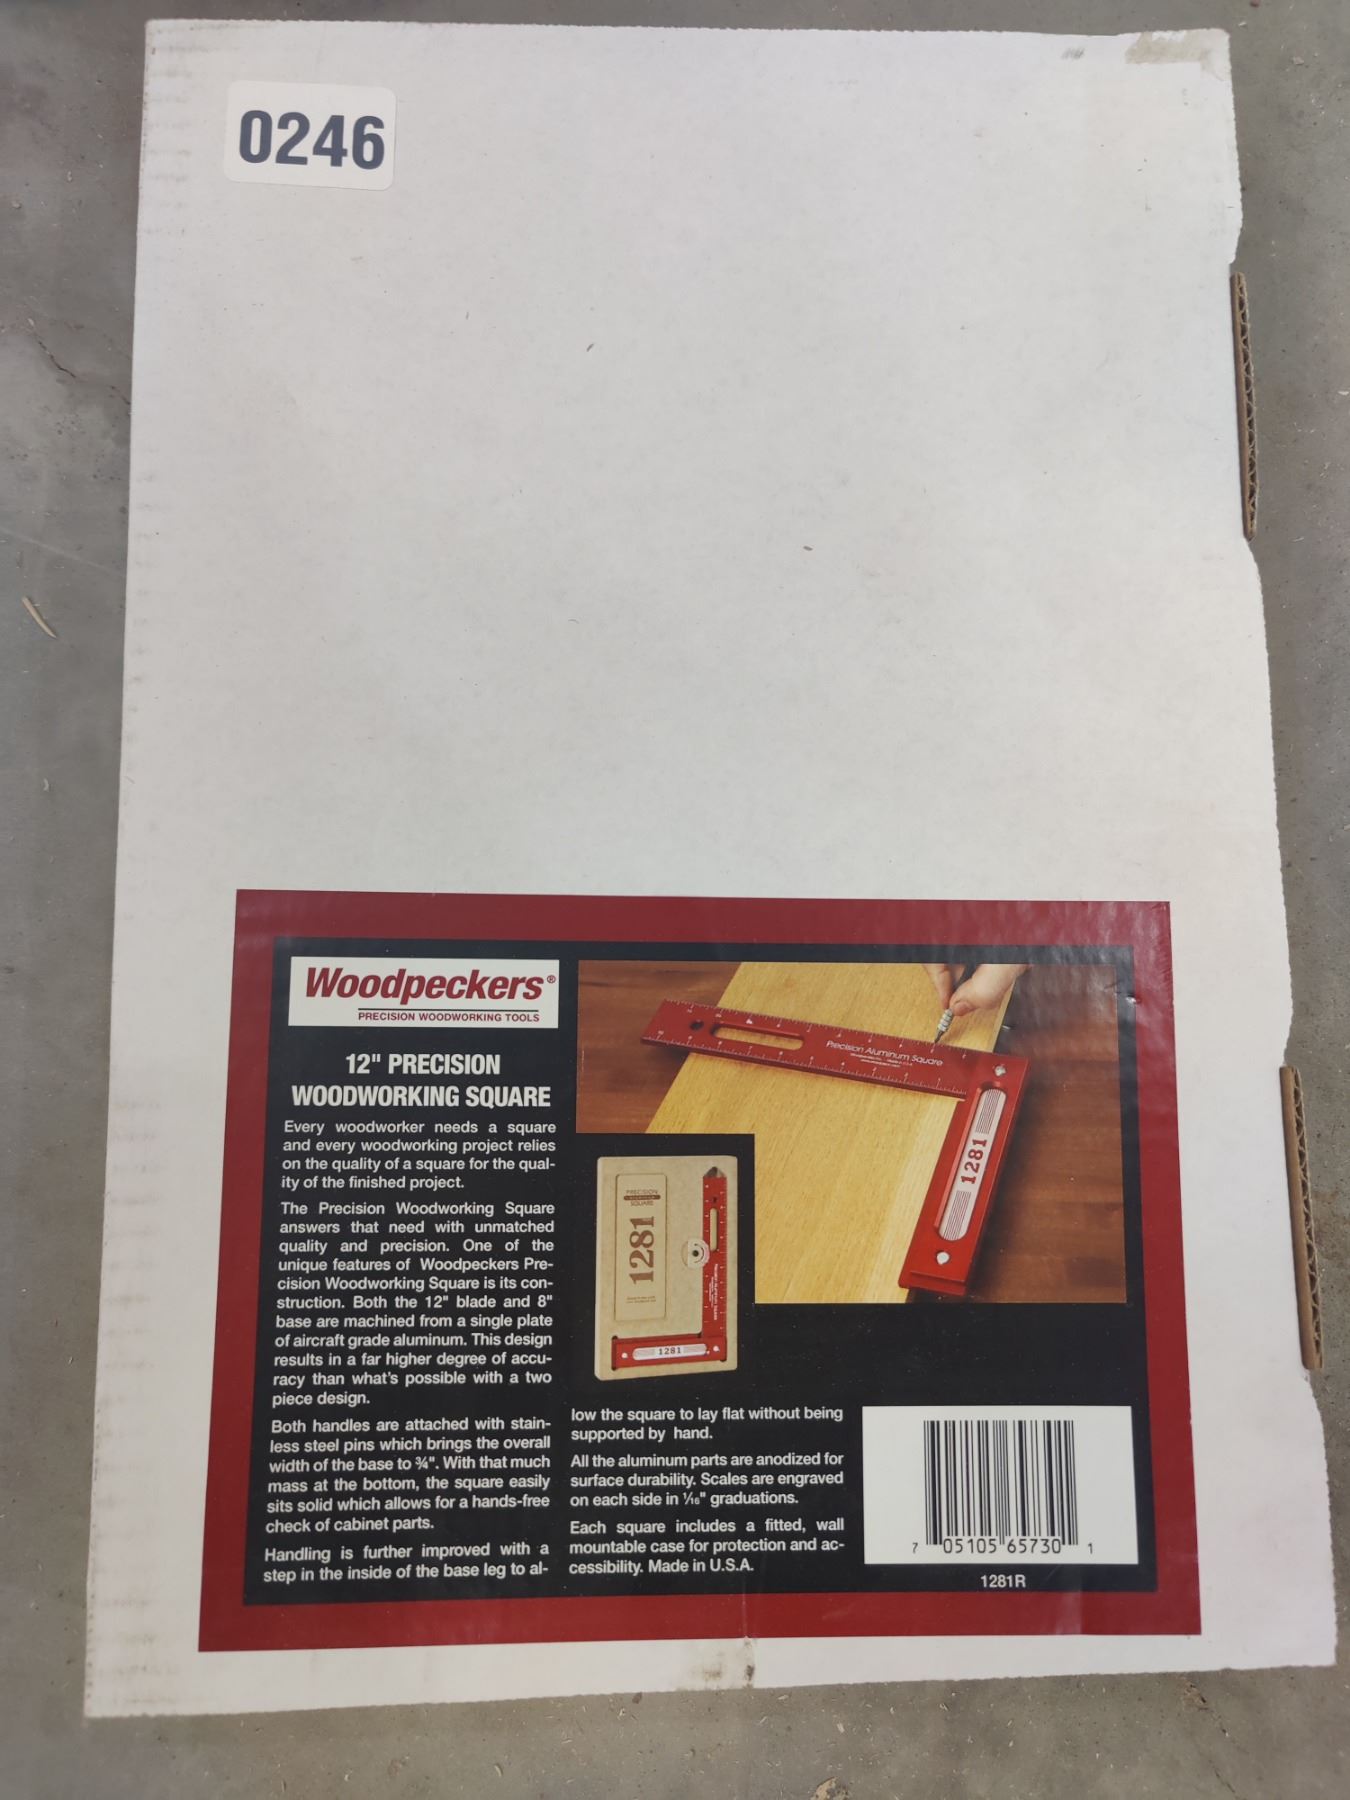 0246
Woodpeckers®
PRECISION WOODWORKING TOOLS
12" PRECISION
WOODWORKING SQUARE
Every woodworker needs a square
and every woodworking project relies
on the quality of a square for the qual-
ity of the finished project.
The Precision Woodworking Square
answers that need with unmatched
quality and precision. One of the
unique features of Woodpeckers Pre-
cision Woodworking Square is its con-
struction. Both the 12" blade and 8"
base are machined from a single plate
of aircraft grade aluminum. This design
results in a far higher degree of accu-
racy than what's possible with a two
piece design.
Both handles are attached with stain-
less steel pins which brings the overall
width of the base to ¾". With that much
mass at the bottom, the square easily
sits solid which allows for a hands-free
check of cabinet parts.
Handling is further improved with a
step in the inside of the base leg to al-
low the square to lay flat without being
supported by hand.
All the aluminum parts are anodized for
surface durability. Scales are engraved
on each side in 1⁄16" graduations.
Each square includes a fitted, wall
mountable case for protection and ac-
cessibility. Made in U.S.A.
Precision Aluminum Square
1281
PRECISION
SQUARE
1281
1281
7 05105 65730 1
1281R